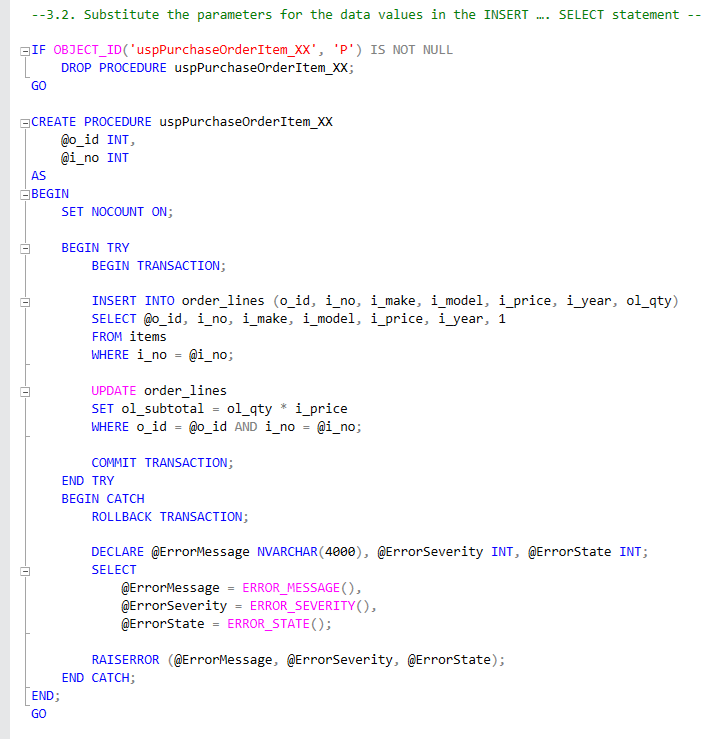 --3.2. Substitute the parameters for the data values in the INSERT …. SELECT statement --
IF OBJECT_ID('uspPurchaseOrderItem_XX', 'P') IS NOT NULL
DROP PROCEDURE uspPurchaseOrderItem_XX;
GO
CREATE PROCEDURE uspPurchaseOrderItem_XX
@o_id INT,
@i_no INT
AS
BEGIN
SET NOCOUNT ON;
BEGIN TRY
BEGIN TRANSACTION;
INSERT INTO order_lines (o_id, i_no, i_make, i_model, i_price, i_year, ol_qty)
SELECT @o_id, i_no, i_make, i_model, i_price, i_year, 1
FROM items
WHERE i_no = @i_no;
UPDATE order_lines
SET ol_subtotal = ol_qty * i_price
WHERE o_id = @o_id AND i_no = @i_no;
COMMIT TRANSACTION;
END TRY
BEGIN CATCH
ROLLBACK TRANSACTION;
DECLARE @ErrorMessage NVARCHAR(4000), @ErrorSeverity INT, @ErrorState INT;
SELECT
@ErrorMessage = ERROR_MESSAGE(),
@ErrorSeverity = ERROR_SEVERITY(),
@ErrorState = ERROR_STATE();
RAISERROR (@ErrorMessage, @ErrorSeverity, @ErrorState);
END CATCH;
END;
GO